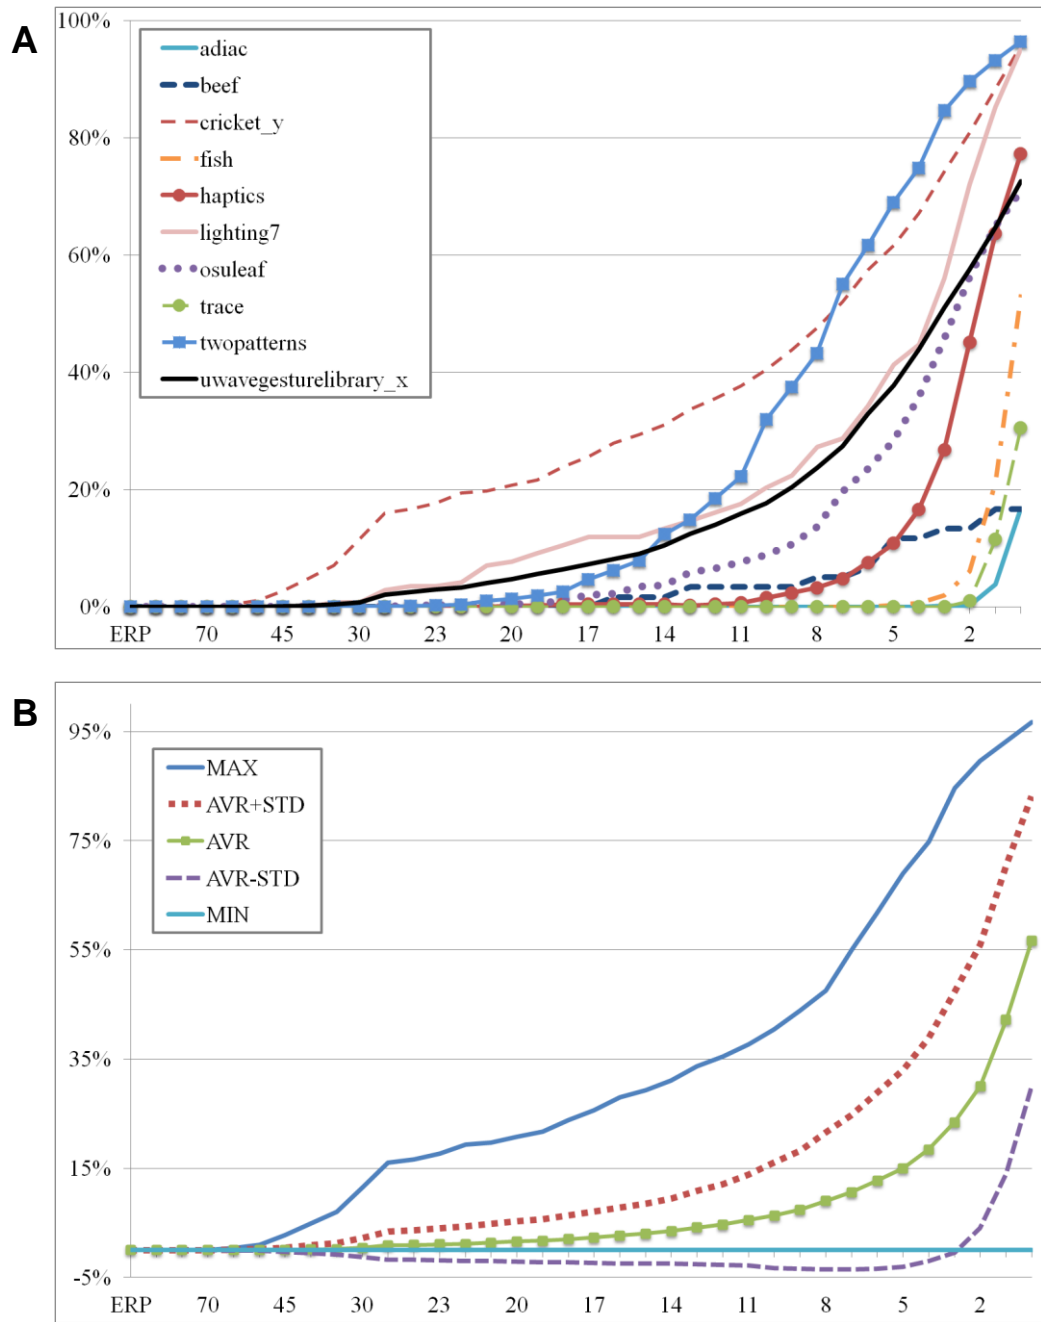 A
100%
80%
60%
40%
20%
0%
adiac
beef
cricket_y
fish
haptics
lighting7
osuleaf
trace
twopatterns
uwavegesturelibrary_x
ERP 70 45 30 23 20 17 14 11 8 5 2
B
95%
75%
55%
35%
15%
-5%
MAX
AVR+STD
AVR
AVR-STD
MIN
ERP 70 45 30 23 20 17 14 11 8 5 2